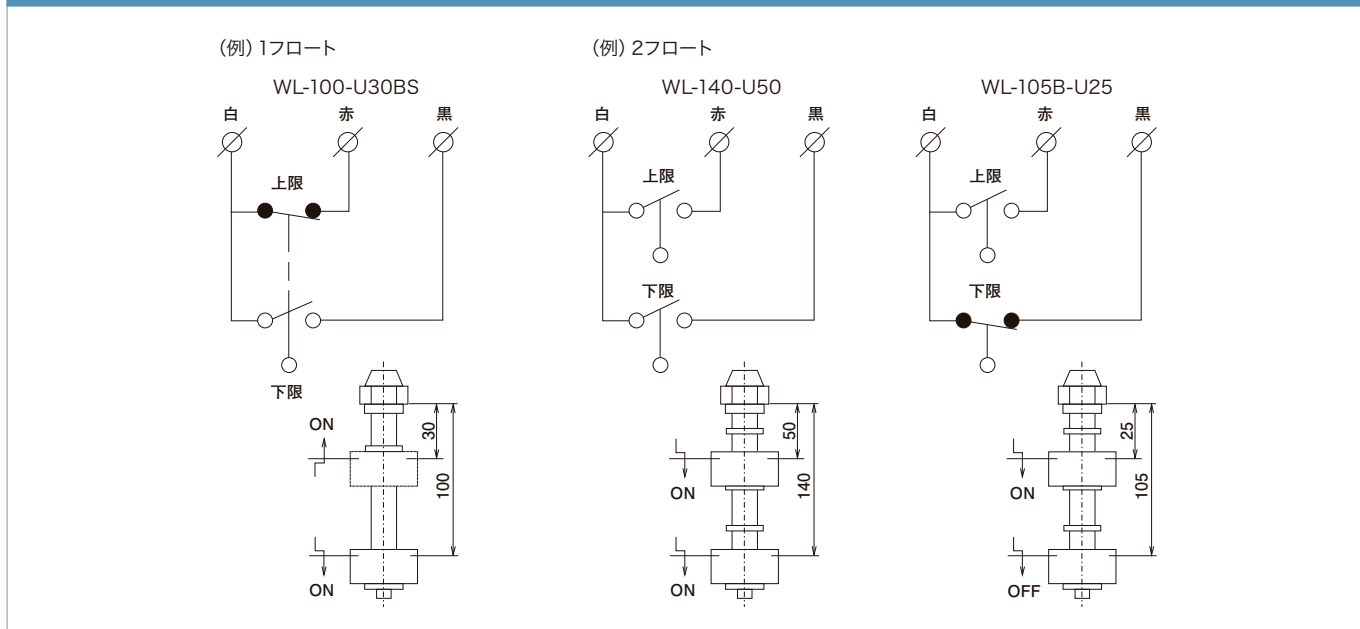 （例）1フロート
WL-100-U30BS
白 赤 黒
上限
下限
ON
30
100
ON
（例）2フロート
WL-140-U50
白 赤 黒
上限
下限
50
140
ON
ON
WL-105B-U25
白 赤 黒
上限
下限
25
105
ON
OFF